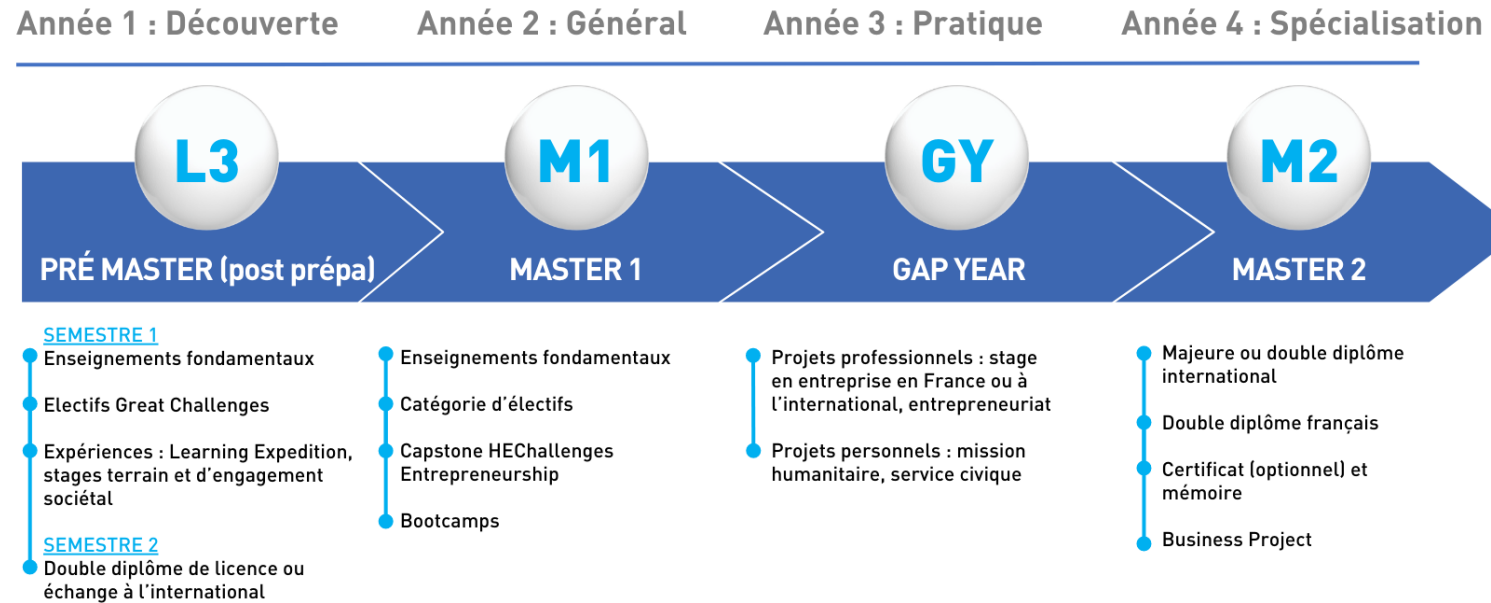 Année 1 : Découverte
Année 2 : Général
Année 3 : Pratique
Année 4 : Spécialisation
L3
M1
GY
M2
PRÉ MASTER (post prépa)
MASTER 1
GAP YEAR
MASTER 2
SEMESTRE 1
Enseignements fondamentaux
Electifs Great Challenges
Expériences : Learning Expedition,
stages terrain et d'engagement
sociétal
SEMESTRE 2
Double diplôme de licence ou
échange à l'international
Enseignements fondamentaux
Catégorie d'électifs
Capstone HEChallenges
Entrepreneurship
Bootcamps
Projets professionnels : stage
en entreprise en France ou à
l'international, entrepreneuriat
Projets personnels : mission
humanitaire, service civique
Majeure ou double diplôme
international
Double diplôme français
Certificat (optionnel) et
mémoire
Business Project